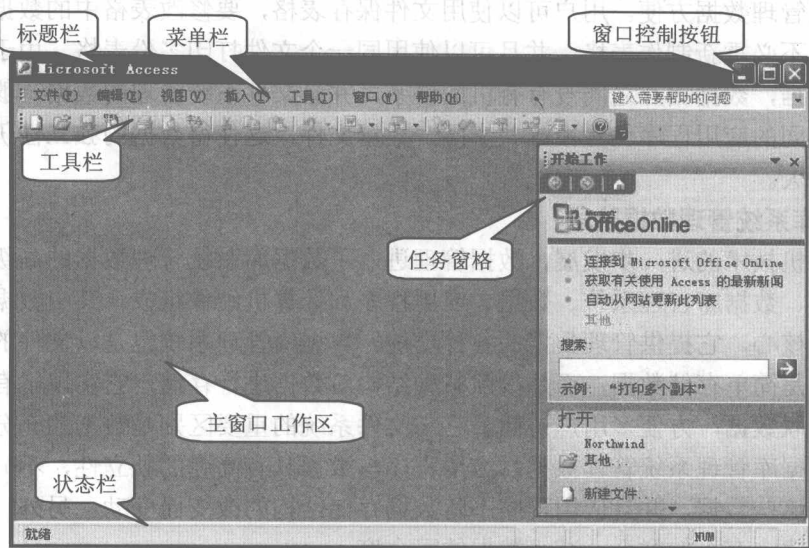 标题栏
菜单栏
窗口控制按钮
Microsoft Access
文件(F) 编辑(E) 视图(V) 插入(I) 工具(T) 窗口(W) 帮助(H)
键入需要帮助的问题
工具栏
开始工作
Microsoft
Office Online
任务窗格
连接到 Microsoft Office Online
获取有关使用 Access 的最新新闻
自动从网站更新此列表
其他...
搜索:
示例: “打印多个副本”
主窗口工作区
打开
Northwind
其他...
状态栏
新建文件...
就绪
NUM